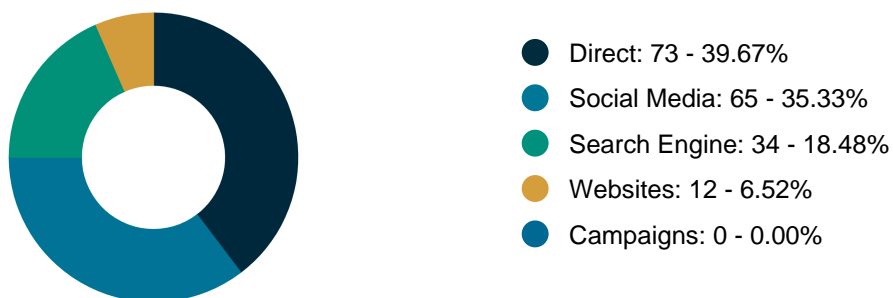 Direct: 73 - 39.67%
Social Media: 65 - 35.33%
Search Engine: 34 - 18.48%
Websites: 12 - 6.52%
Campaigns: 0 - 0.00%